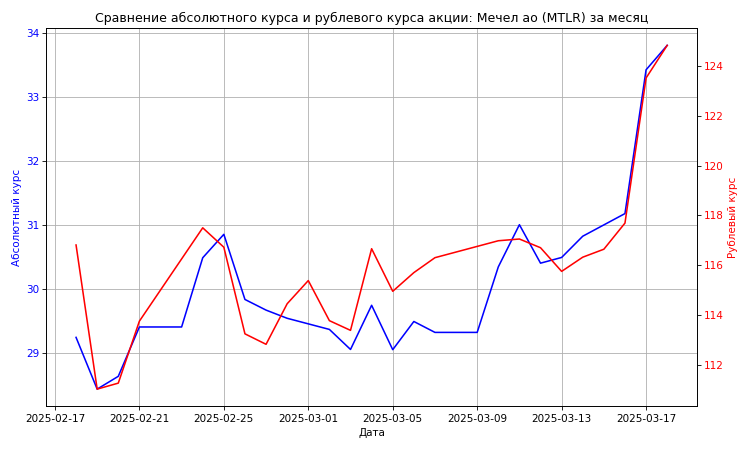 Сравнение абсолютного курса и рублевого курса акции: Мечел ао (MTLR) за месяц
34
33
32
31
30
29
Абсолютный курс
124
122
120
118
116
114
112
Рублевый курс
2025-02-17 2025-02-21 2025-02-25 2025-03-01 2025-03-05 2025-03-09 2025-03-13 2025-03-17
Дата